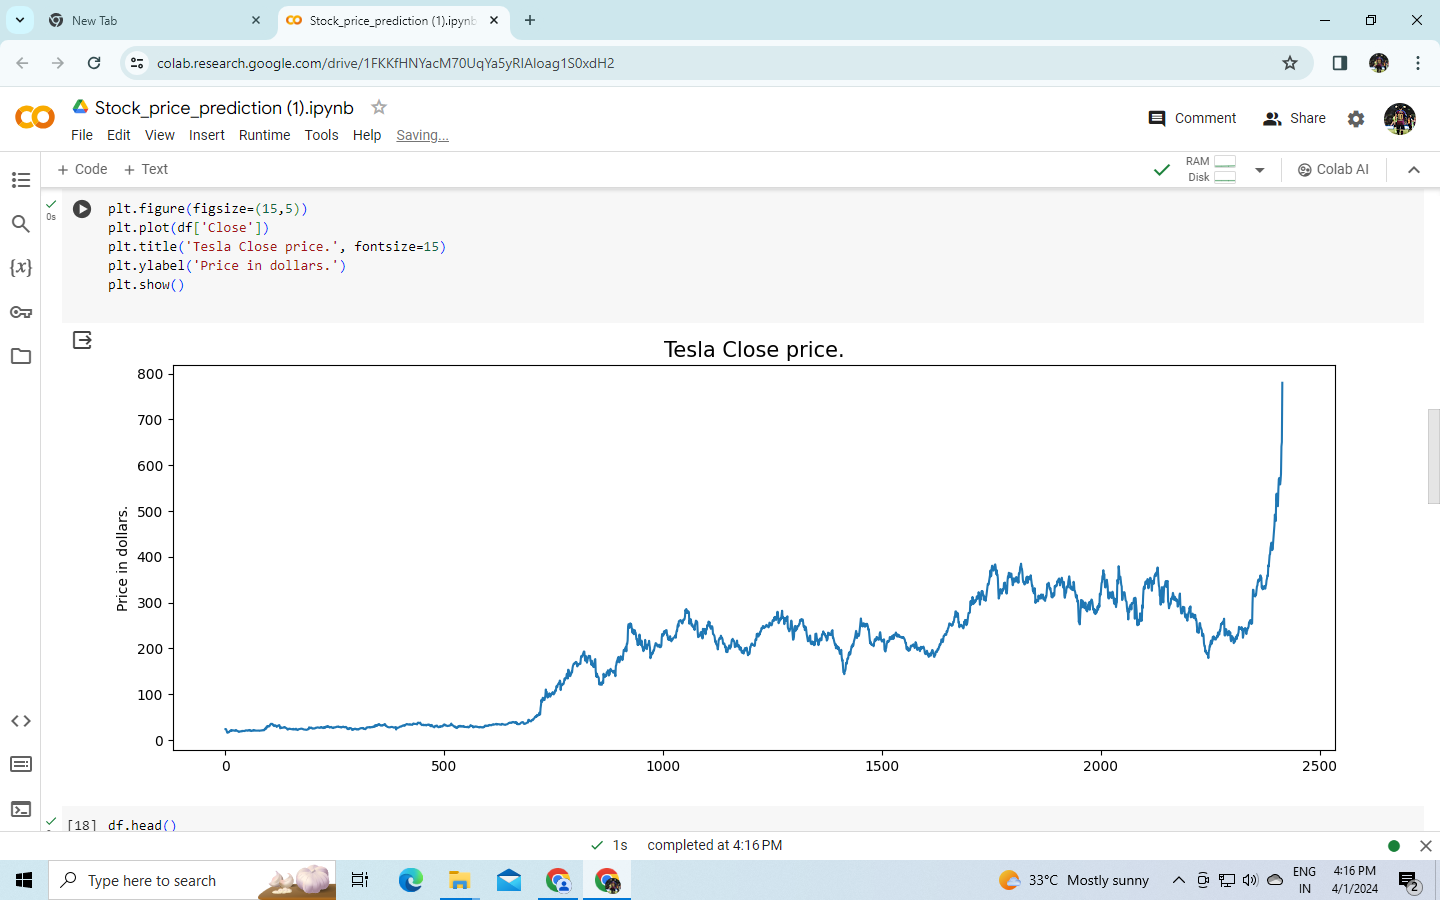 New Tab
Stock_price_prediction (1).ipynb
colab.research.google.com/drive/1FKKfHNYacM70UqYa5yRIAIoag1S0xdH2
Stock_price_prediction (1).ipynb
Comment
Share
File Edit View Insert Runtime Tools Help Saving...
+ Code + Text
RAM
Disk
Colab AI
0s
plt.figure(figsize=(15,5))
plt.plot(df['Close'])
plt.title('Tesla Close price.', fontsize=15)
plt.ylabel('Price in dollars.')
plt.show()
{x}
Tesla Close price.
800
700
600
500
400
300
200
100
0
Price in dollars.
0 500 1000 1500 2000 2500
[18] df.head()
1s completed at 4:16 PM
Type here to search
33°C Mostly sunny
ENG
IN
4:16 PM
4/1/2024
2